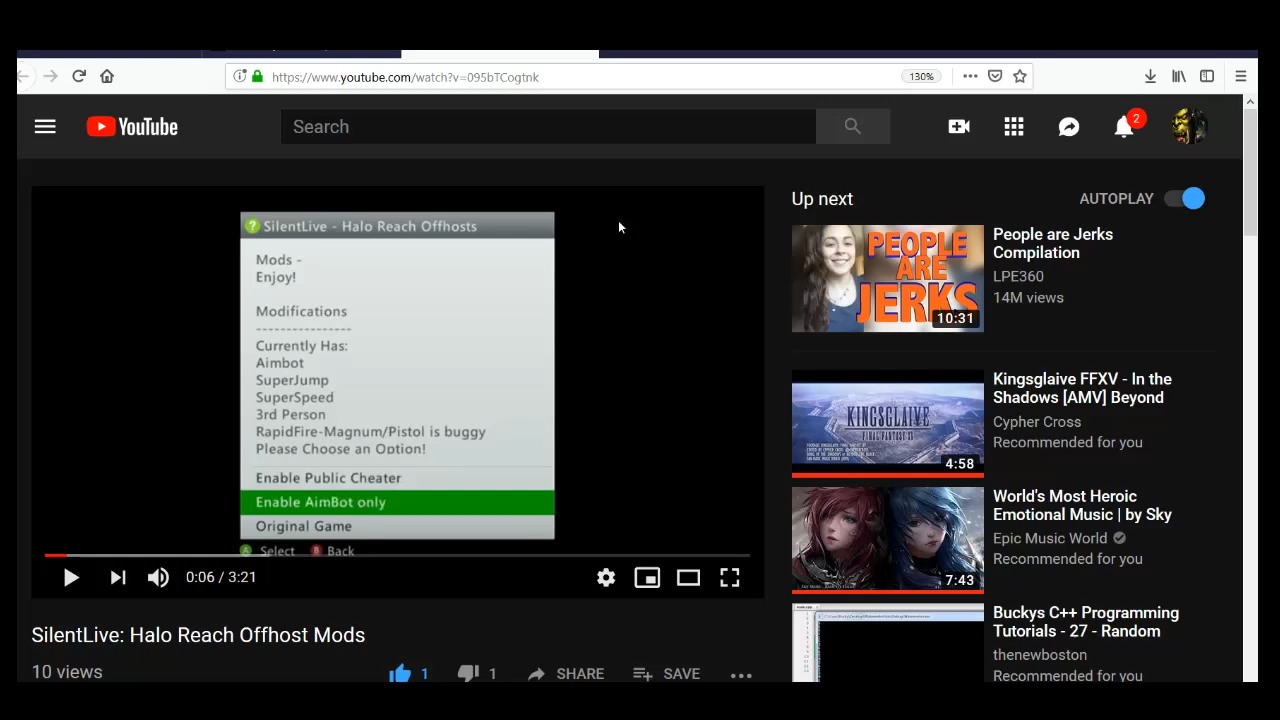 https://www.youtube.com/watch?v=095bTCogtnk
130%
YouTube
Search
2
SilentLive - Halo Reach Offhosts
Mods -
Enjoy!
Modifications
---------------
Currently Has:
Aimbot
SuperJump
SuperSpeed
3rd Person
RapidFire-Magnum/Pistol is buggy
Please Choose an Option!
Enable Public Cheater
Enable AimBot only
Original Game
A Select B Back
0:06 / 3:21
SilentLive: Halo Reach Offhost Mods
10 views
1
1
SHARE
SAVE
Up next
AUTOPLAY
PEOPLE
ARE
JERKS
10:31
People are Jerks
Compilation
LPE360
14M views
KINGSGLAIVE
FINAL FANTASY XV
4:58
Kingsglaive FFXV - In the
Shadows [AMV] Beyond
Cypher Cross
Recommended for you
7:43
World's Most Heroic
Emotional Music | by Sky
Epic Music World
Recommended for you
Buckys C++ Programming
Tutorials - 27 - Random
thenewboston
Recommended for you